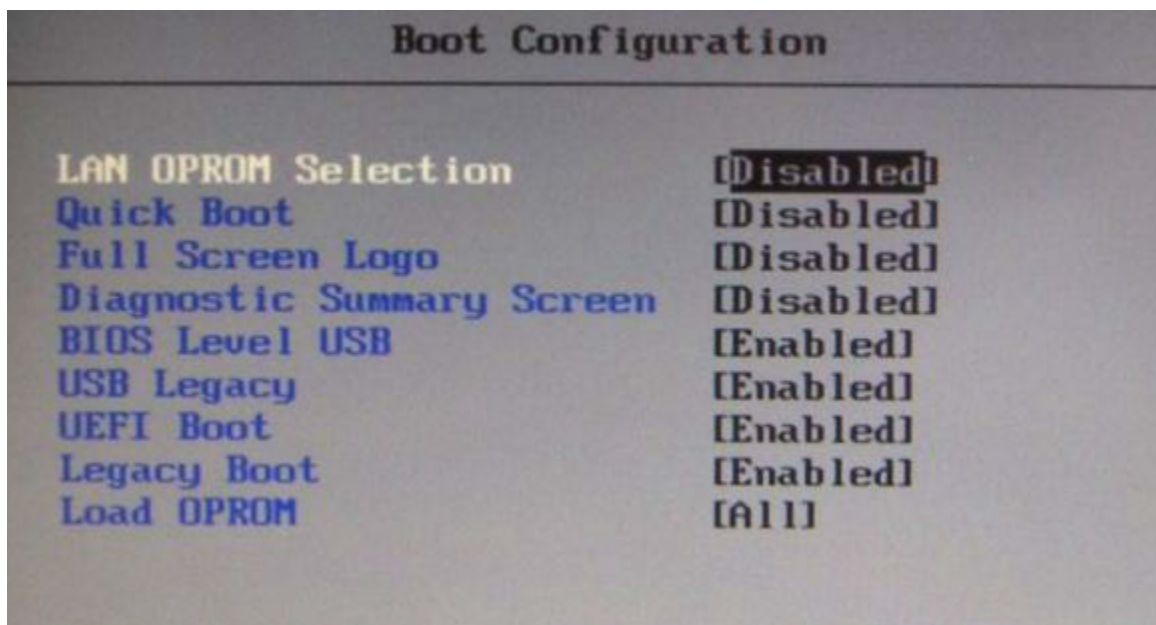 Boot Configuration
LAN OPROM Selection [Disabled]
Quick Boot [Disabled]
Full Screen Logo [Disabled]
Diagnostic Summary Screen [Disabled]
BIOS Level USB [Enabled]
USB Legacy [Enabled]
UEFI Boot [Enabled]
Legacy Boot [Enabled]
Load OPROM [All]